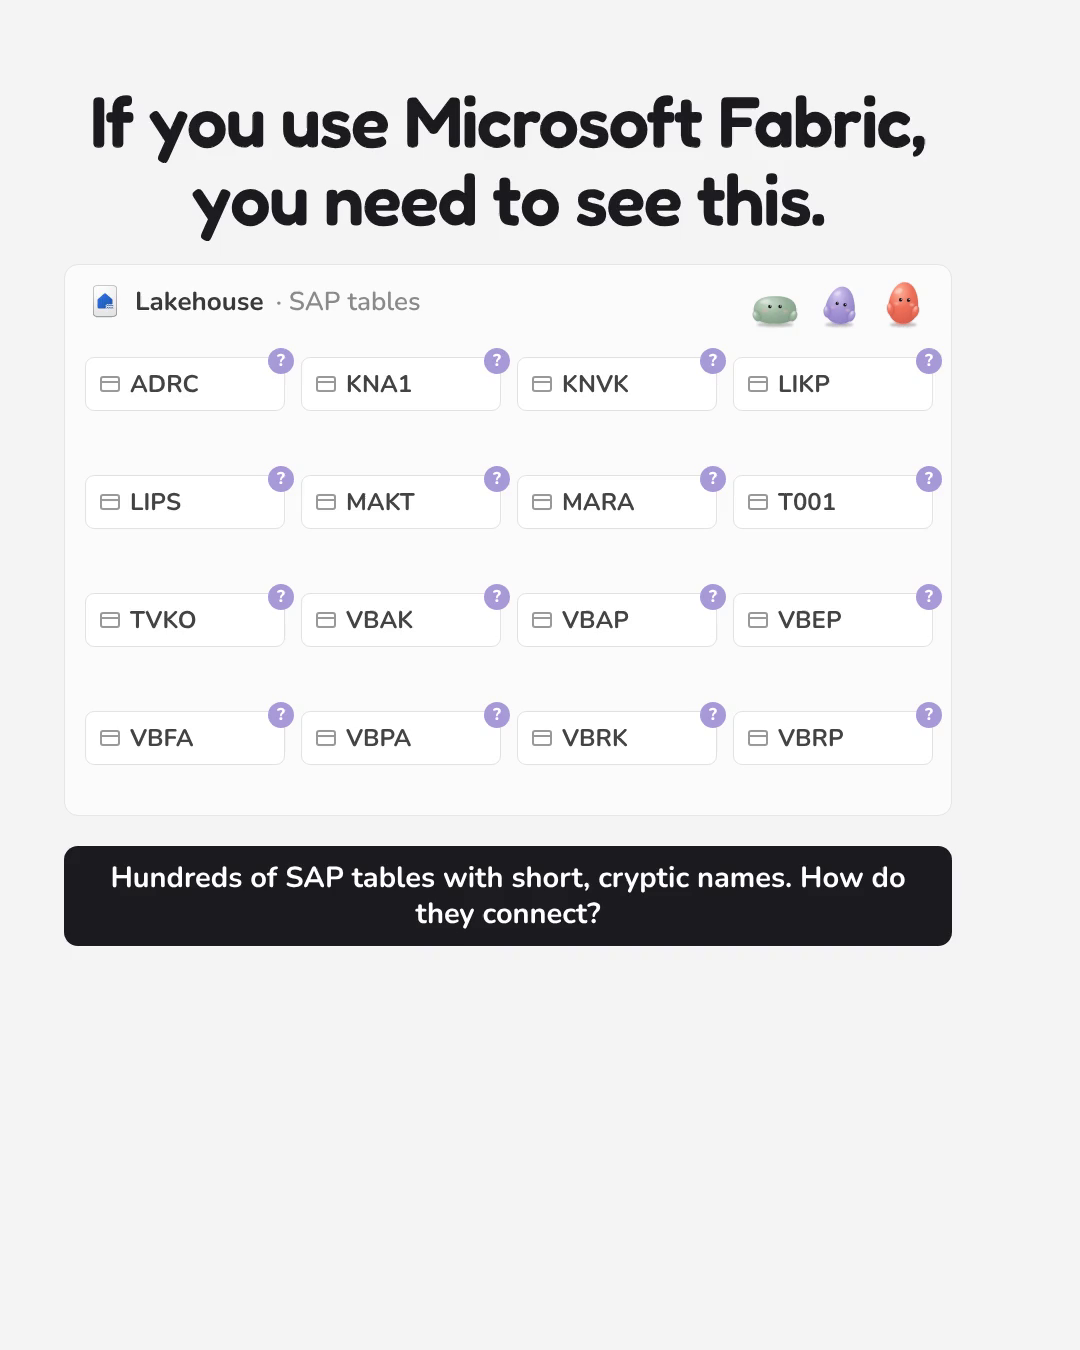 If you use Microsoft Fabric,
you need to see this.
Lakehouse · SAP tables
? ? ? ?
ADRC KNA1 KNVK LIKP
? ? ? ?
LIPS MAKT MARA T001
? ? ? ?
TVKO VBAK VBAP VBEP
? ? ? ?
VBFA VBPA VBRK VBRP
Hundreds of SAP tables with short, cryptic names. How do
they connect?